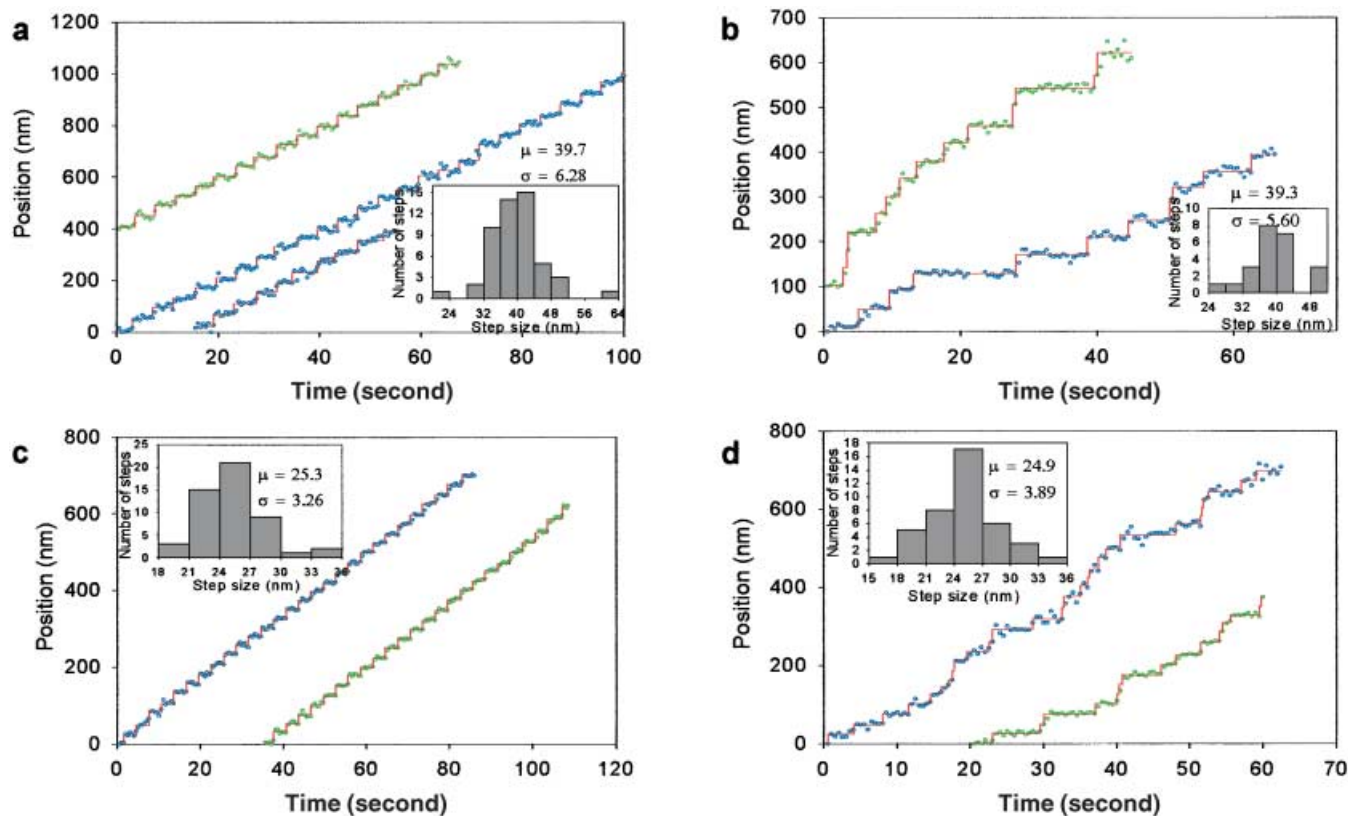 a
1200
1000
800
600
400
200
0
Position (nm)
0 20 40 60 80 100
Time (second)
μ = 39.7
σ = 6.28
15
12
9
6
3
0
Number of steps
24 32 40 48 56 64
Step size (nm)
b
700
600
500
400
300
200
100
0
Position (nm)
0 20 40 60
Time (second)
μ = 39.3
σ = 5.60
10
8
6
4
2
0
Number of steps
24 32 40 48
Step size (nm)
c
800
600
400
200
0
Position (nm)
0 20 40 60 80 100 120
Time (second)
25
20
15
10
5
0
Number of steps
μ = 25.3
σ = 3.26
18 21 24 27 30 33 36
Step size (nm)
d
800
600
400
200
0
Position (nm)
0 10 20 30 40 50 60 70
Time (second)
18
16
14
12
10
8
6
4
2
0
Number of steps
μ = 24.9
σ = 3.89
15 18 21 24 27 30 33 36
Step size (nm)